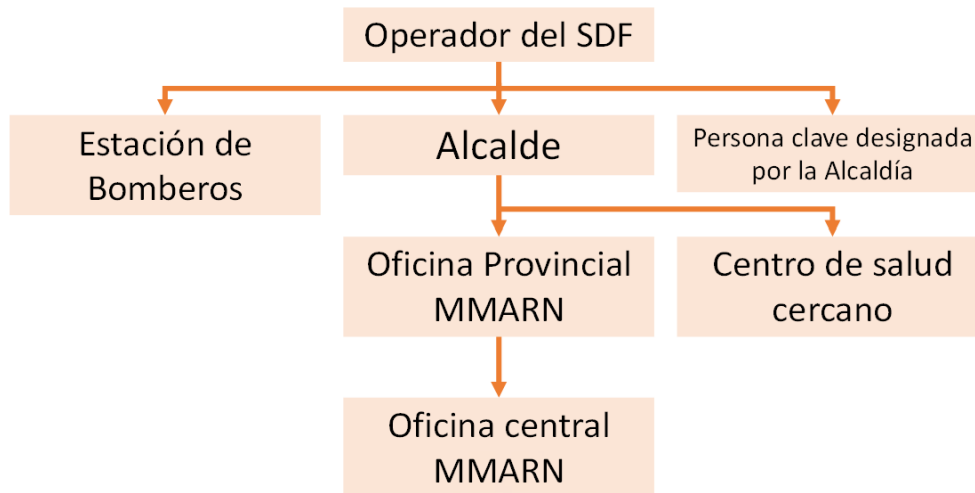 Operador del SDF
Estación de
Bomberos
Alcalde
Persona clave designada
por la Alcaldía
Oficina Provincial
MMARN
Centro de salud
cercano
Oficina central
MMARN